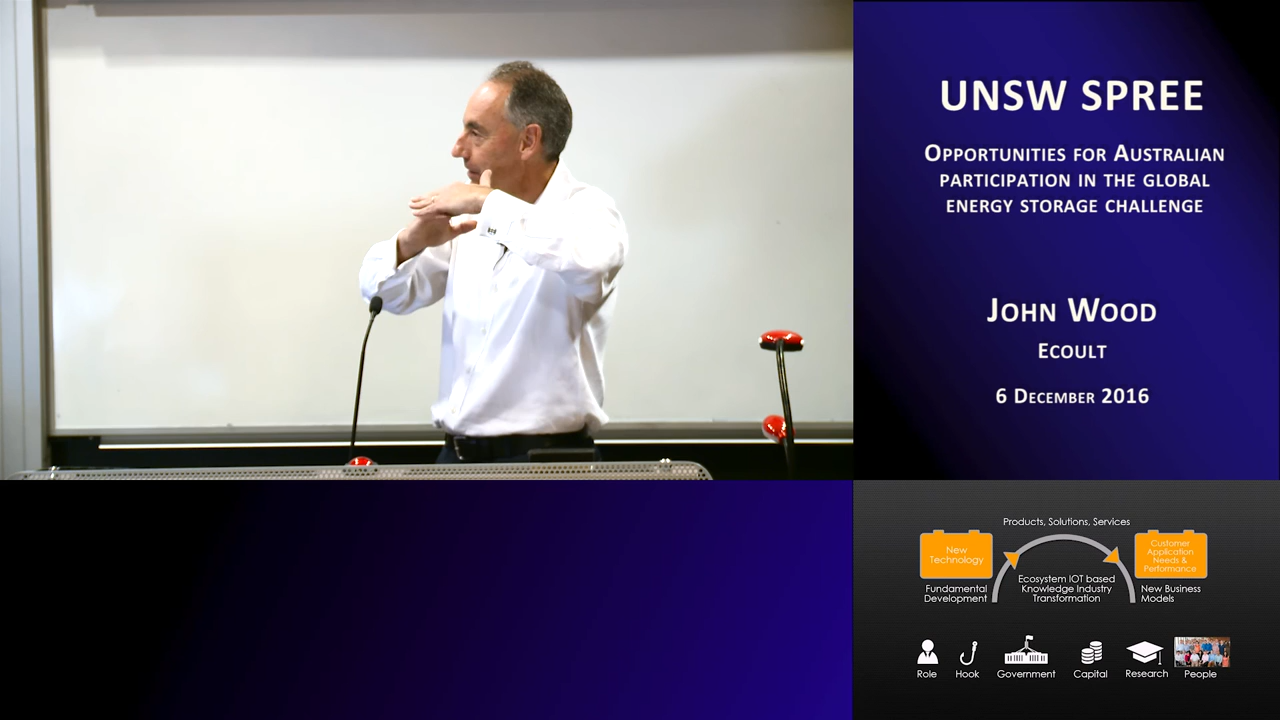 UNSW SPREE
Opportunities for Australian
participation in the global
energy storage challenge
John Wood
Ecoult
6 December 2016
Products, Solutions, Services
New
Technology
Customer
Application
Needs &
Performance
Ecosystem IOT based
Knowledge Industry
Transformation
Fundamental
Development
New Business
Models
Role
Hook
Government
Capital
Research
People